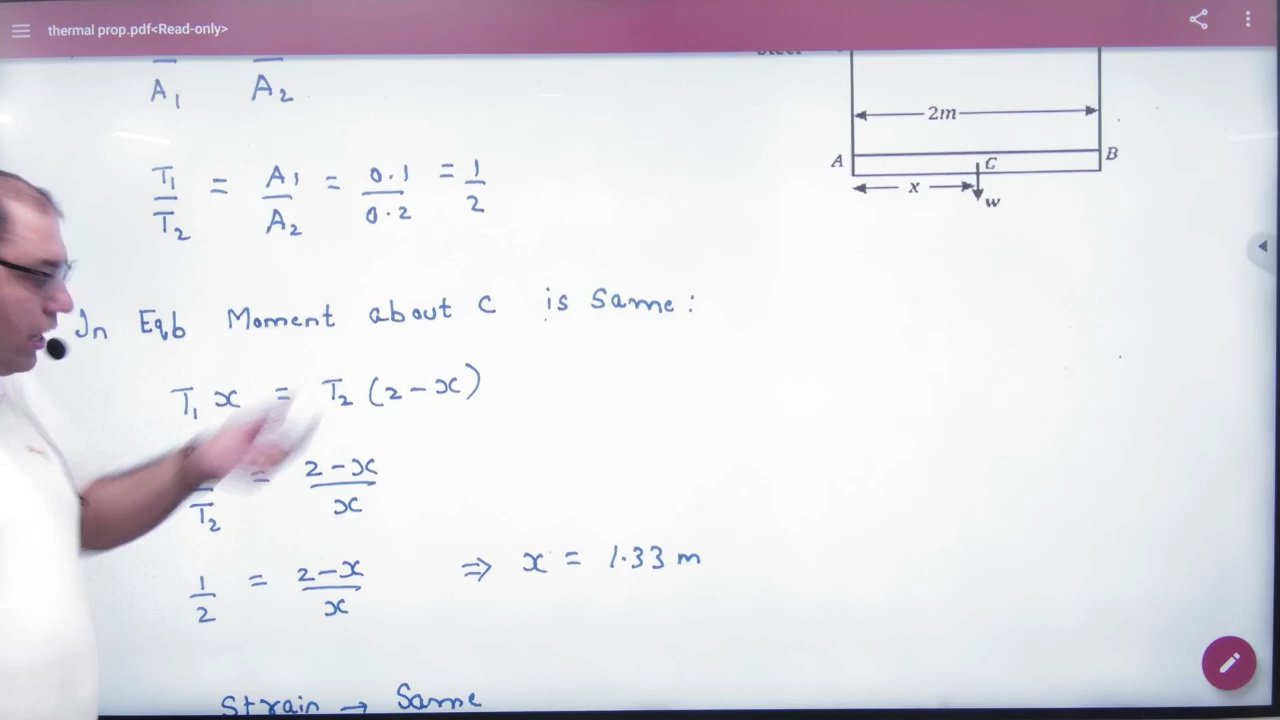 thermal prop.pdf<Read-only>
A₁ A₂
2m
A B
C
x
w
T₁/T₂ = A₁/A₂ = 0.1/0.2 = 1/2
In Eqb Moment about C is Same:
T₁ x = T₂ (2-x)
T₂ = 2-x/x
1/2 = 2-x/x ⇒ x = 1.33 m
Strain → Same